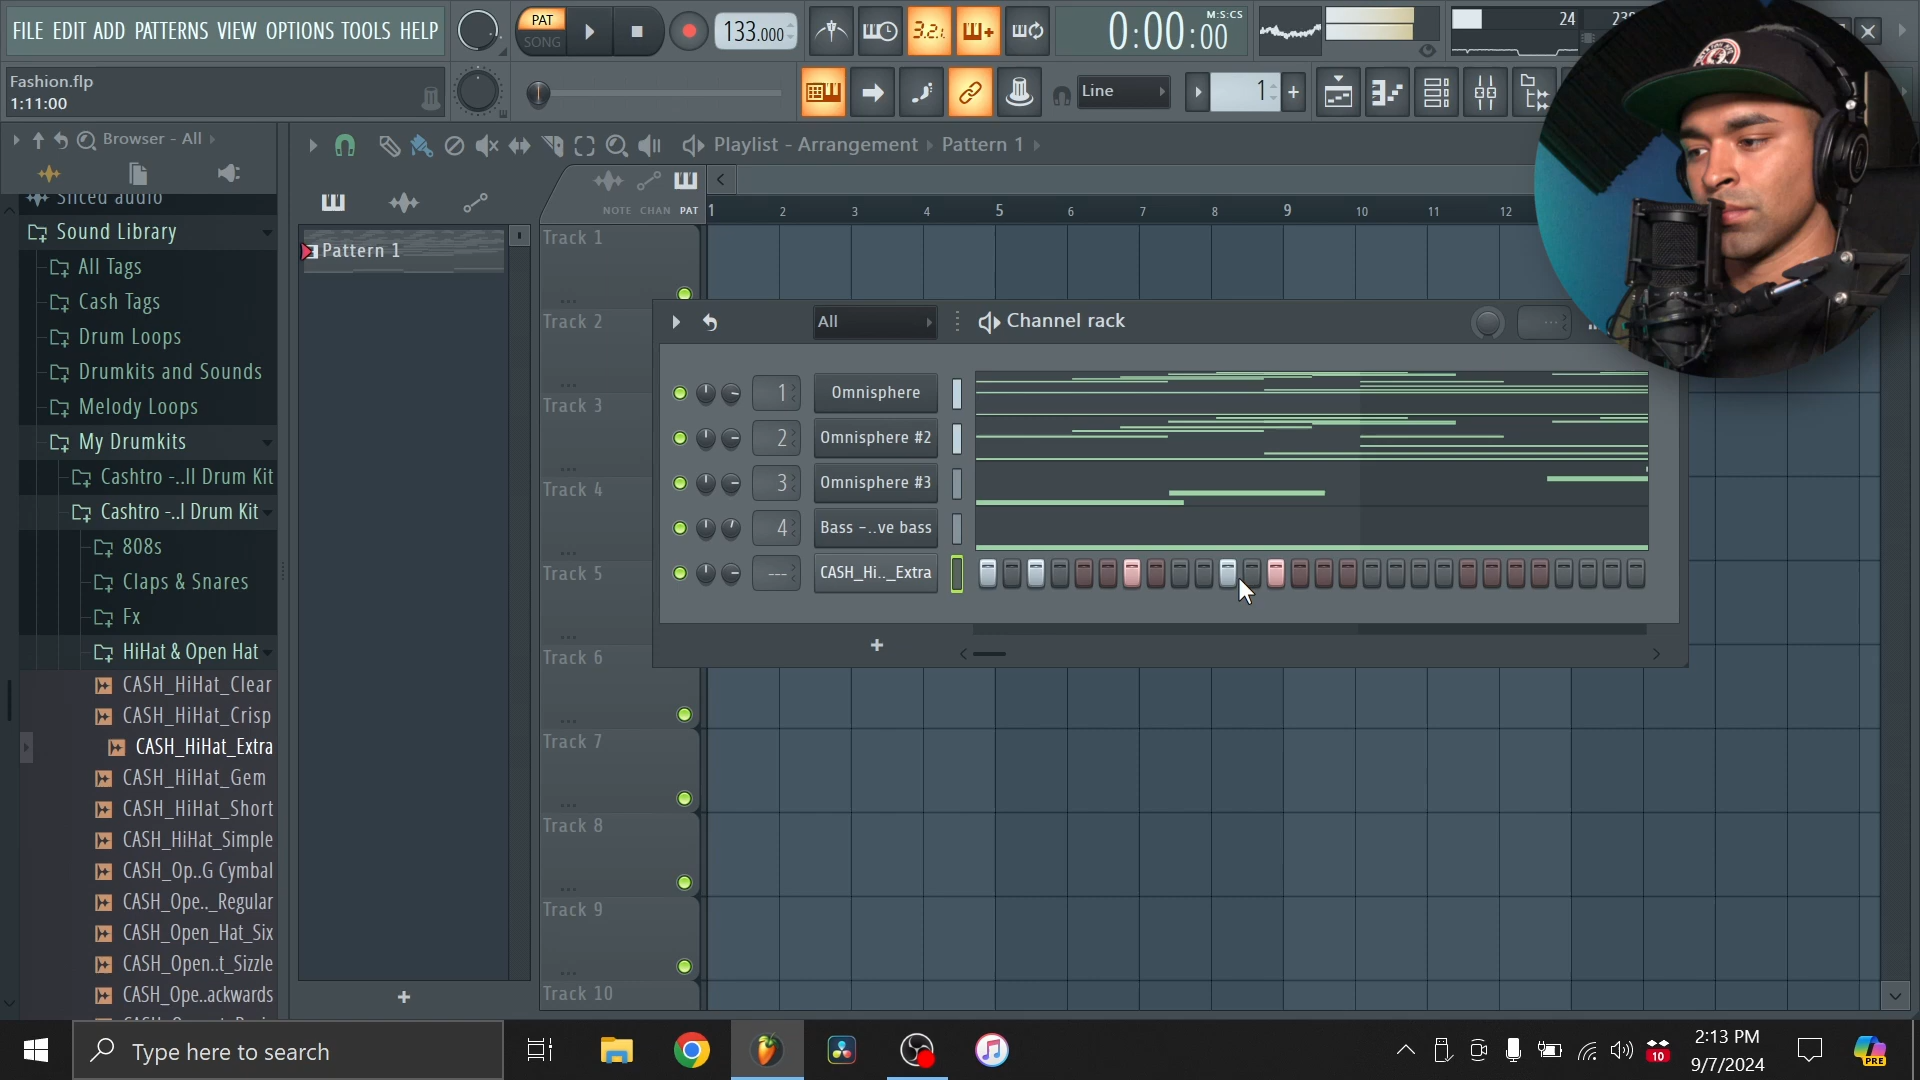 FILE EDIT ADD PATTERNS VIEW OPTIONS TOOLS HELP
PAT
SONG
133.000
3.2.
0:00:00
M:S:CS
24
Fashion.flp
1:11:00
Line
1
Browser - All
Playlist - Arrangement
Pattern 1
NOTE CHAN PAT
1 2 3 4 5 6 7 8 9 10 11 12
Sliced audio
Sound Library
All Tags
Cash Tags
Drum Loops
Drumkits and Sounds
Melody Loops
My Drumkits
Cashtro -..ll Drum Kit
Cashtro -..l Drum Kit
808s
Claps & Snares
Fx
HiHat & Open Hat
CASH_HiHat_Clear
CASH_HiHat_Crisp
CASH_HiHat_Extra
CASH_HiHat_Gem
CASH_HiHat_Short
CASH_HiHat_Simple
CASH_Op..G Cymbal
CASH_Ope.._Regular
CASH_Open_Hat_Six
CASH_Open..t_Sizzle
CASH_Ope..ackwards
Pattern 1
Track 1
Track 2
Track 3
Track 4
Track 5
Track 6
Track 7
Track 8
Track 9
Track 10
All
Channel rack
1
Omnisphere
2
Omnisphere #2
3
Omnisphere #3
4
Bass -..ve bass
---
CASH_Hi.._Extra
Type here to search
10
2:13 PM
9/7/2024
PRE